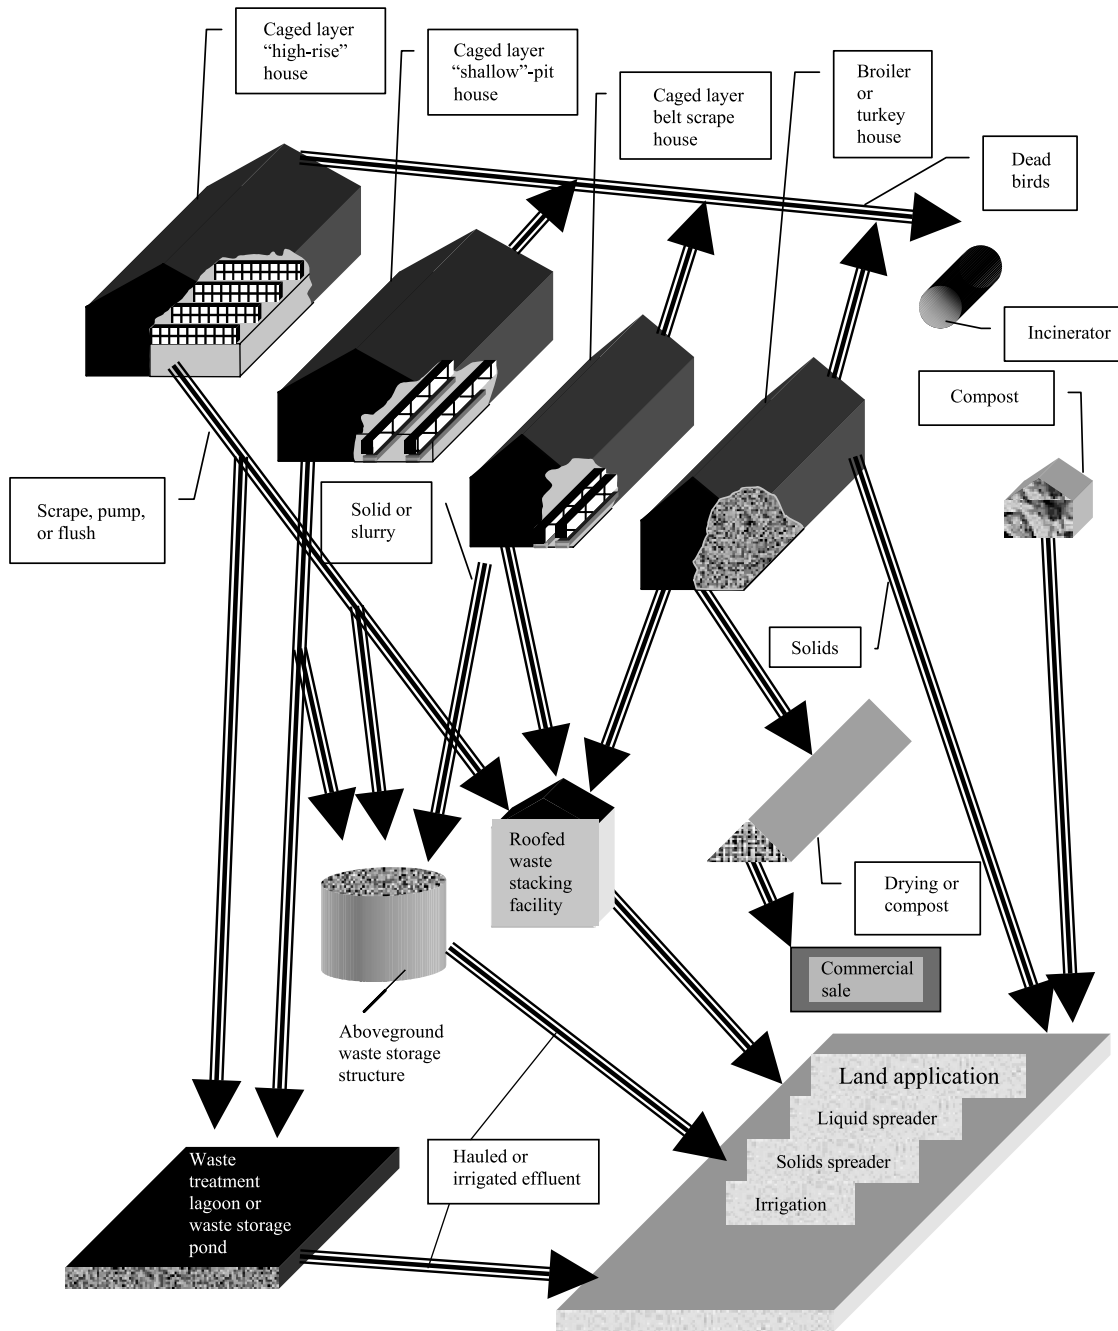 Caged layer
“high-rise”
house
Caged layer
“shallow”-pit
house
Caged layer
belt scrape
house
Broiler
or
turkey
house
Dead
birds
Incinerator
Compost
Scrape, pump,
or flush
Solid or
slurry
Solids
Roofed
waste
stacking
facility
Drying or
compost
Commercial
sale
Aboveground
waste storage
structure
Land application
Liquid spreader
Solids spreader
Irrigation
Hauled or
irrigated effluent
Waste
treatment
lagoon or
waste storage
pond